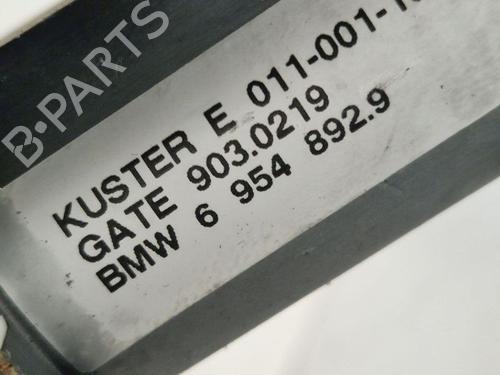 B-PARTS
KUSTER E 011-001-1
GATE 903.0219
BMW 6 954 892.9